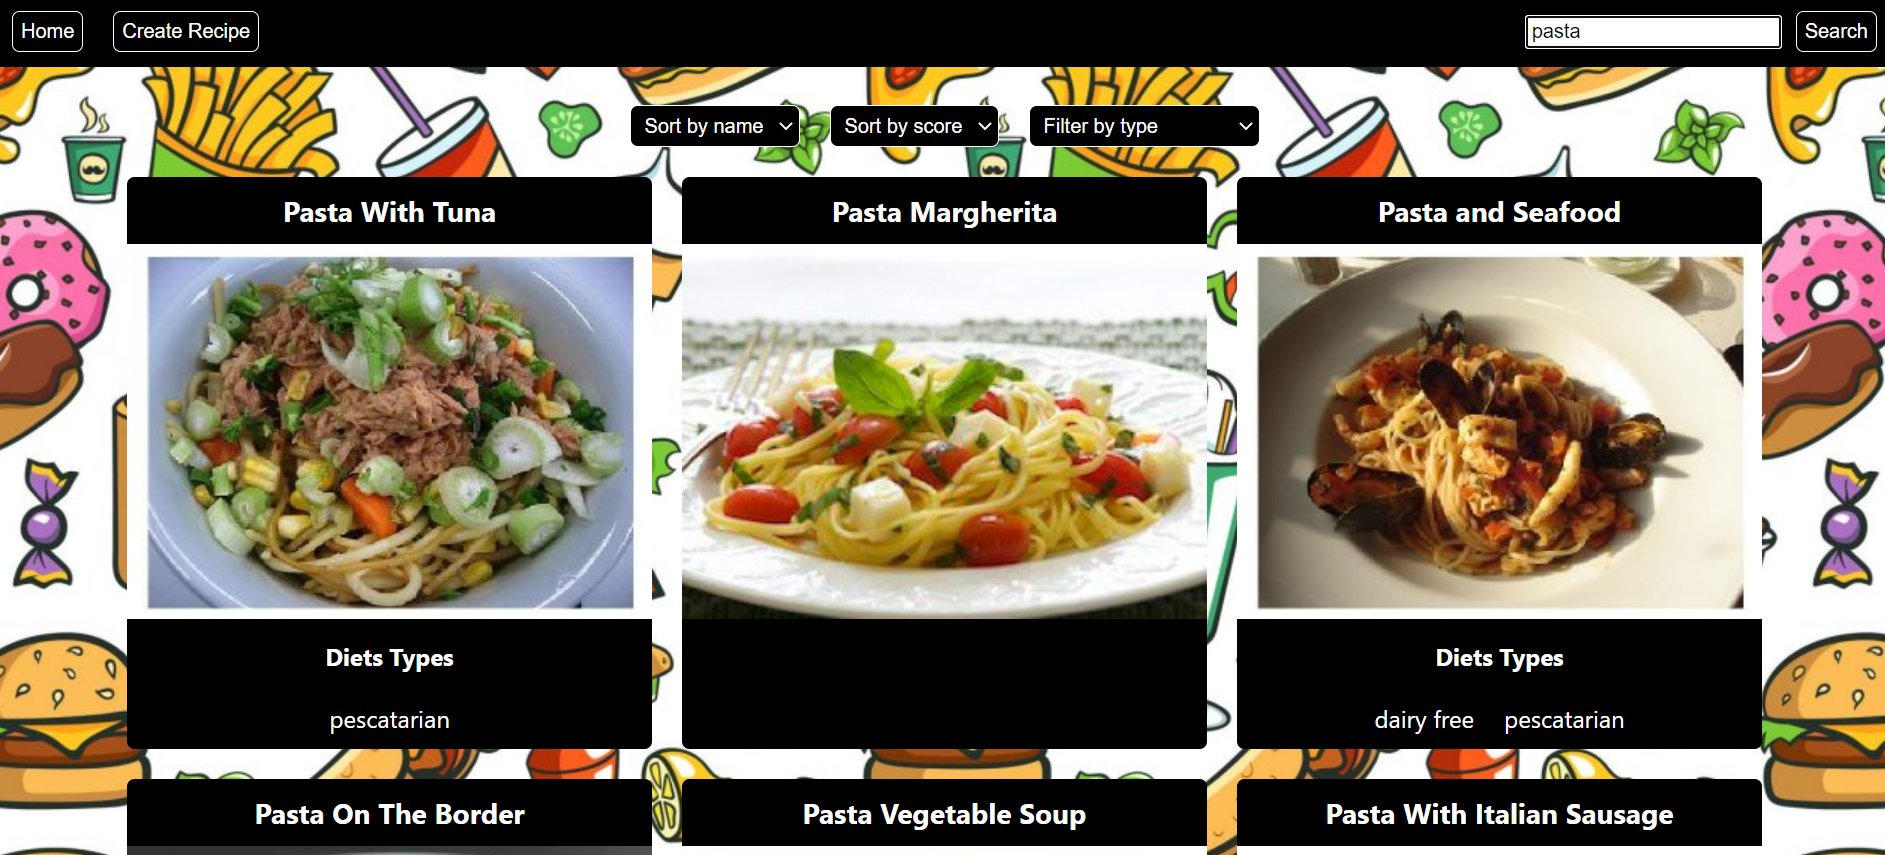 Home
Create Recipe
pasta
Search
Sort by name
Sort by score
Filter by type
Pasta With Tuna
Pasta Margherita
Pasta and Seafood
Diets Types
pescatarian
Diets Types
dairy free pescatarian
Pasta On The Border
Pasta Vegetable Soup
Pasta With Italian Sausage